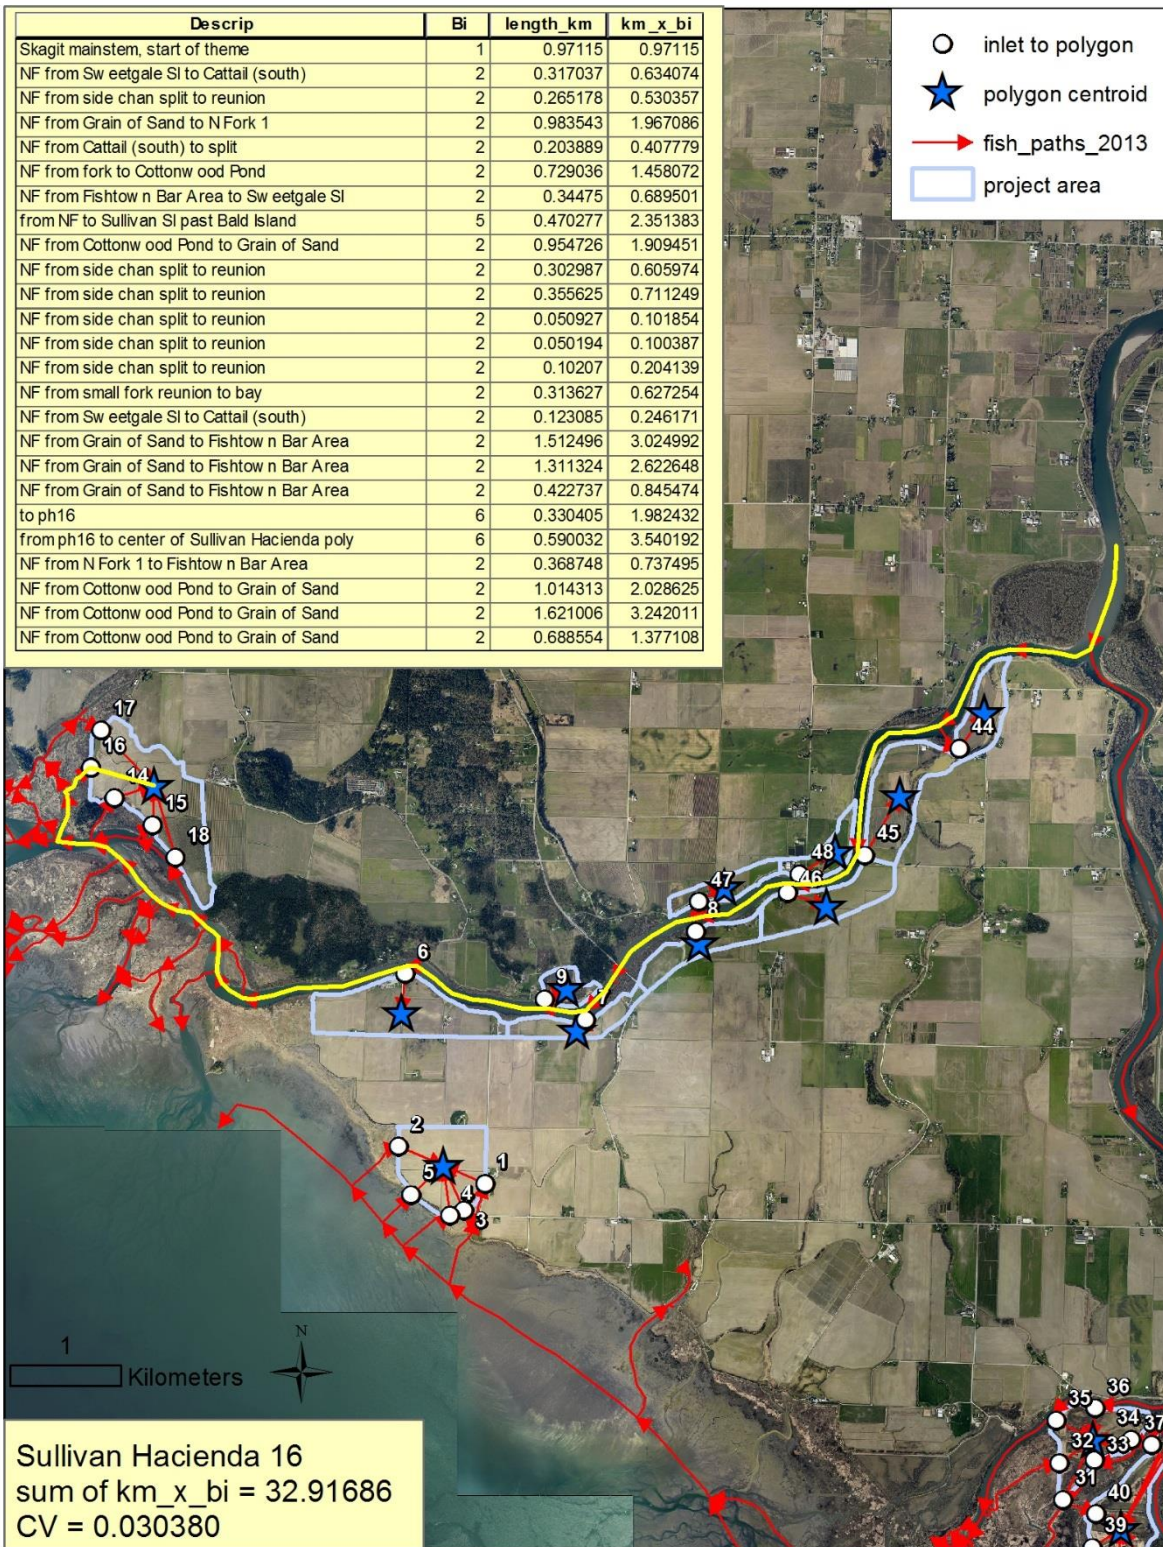 Descrip Bi length_km km_x_bi
Skagit mainstem, start of theme 1 0.97115 0.97115
NF from Sw eetgale Sl to Cattail (south) 2 0.317037 0.634074
NF from side chan split to reunion 2 0.265178 0.530357
NF from Grain of Sand to N Fork 1 2 0.983543 1.967086
NF from Cattail (south) to split 2 0.203889 0.407779
NF from fork to Cottonw ood Pond 2 0.729036 1.458072
NF from Fishtow n Bar Area to Sw eetgale Sl 2 0.34475 0.689501
from NF to Sullivan Sl past Bald Island 5 0.470277 2.351383
NF from Cottonw ood Pond to Grain of Sand 2 0.954726 1.909451
NF from side chan split to reunion 2 0.302987 0.605974
NF from side chan split to reunion 2 0.355625 0.711249
NF from side chan split to reunion 2 0.050927 0.101854
NF from side chan split to reunion 2 0.050194 0.100387
NF from side chan split to reunion 2 0.10207 0.204139
NF from small fork reunion to bay 2 0.313627 0.627254
NF from Sw eetgale Sl to Cattail (south) 2 0.123085 0.246171
NF from Grain of Sand to Fishtow n Bar Area 2 1.512496 3.024992
NF from Grain of Sand to Fishtow n Bar Area 2 1.311324 2.622648
NF from Grain of Sand to Fishtow n Bar Area 2 0.422737 0.845474
to ph16 6 0.330405 1.982432
from ph16 to center of Sullivan Hacienda poly 6 0.590032 3.540192
NF from N Fork 1 to Fishtow n Bar Area 2 0.368748 0.737495
NF from Cottonw ood Pond to Grain of Sand 2 1.014313 2.028625
NF from Cottonw ood Pond to Grain of Sand 2 1.621006 3.242011
NF from Cottonw ood Pond to Grain of Sand 2 0.688554 1.377108
inlet to polygon
polygon centroid
fish_paths_2013
project area
17
16
14
15
18
44
45
48
46
47
8
6
9
7
2
5
1
4
3
1
Kilometers
N
36
35
34
37
32
33
31
40
39
Sullivan Hacienda 16
sum of km_x_bi = 32.91686
CV = 0.030380